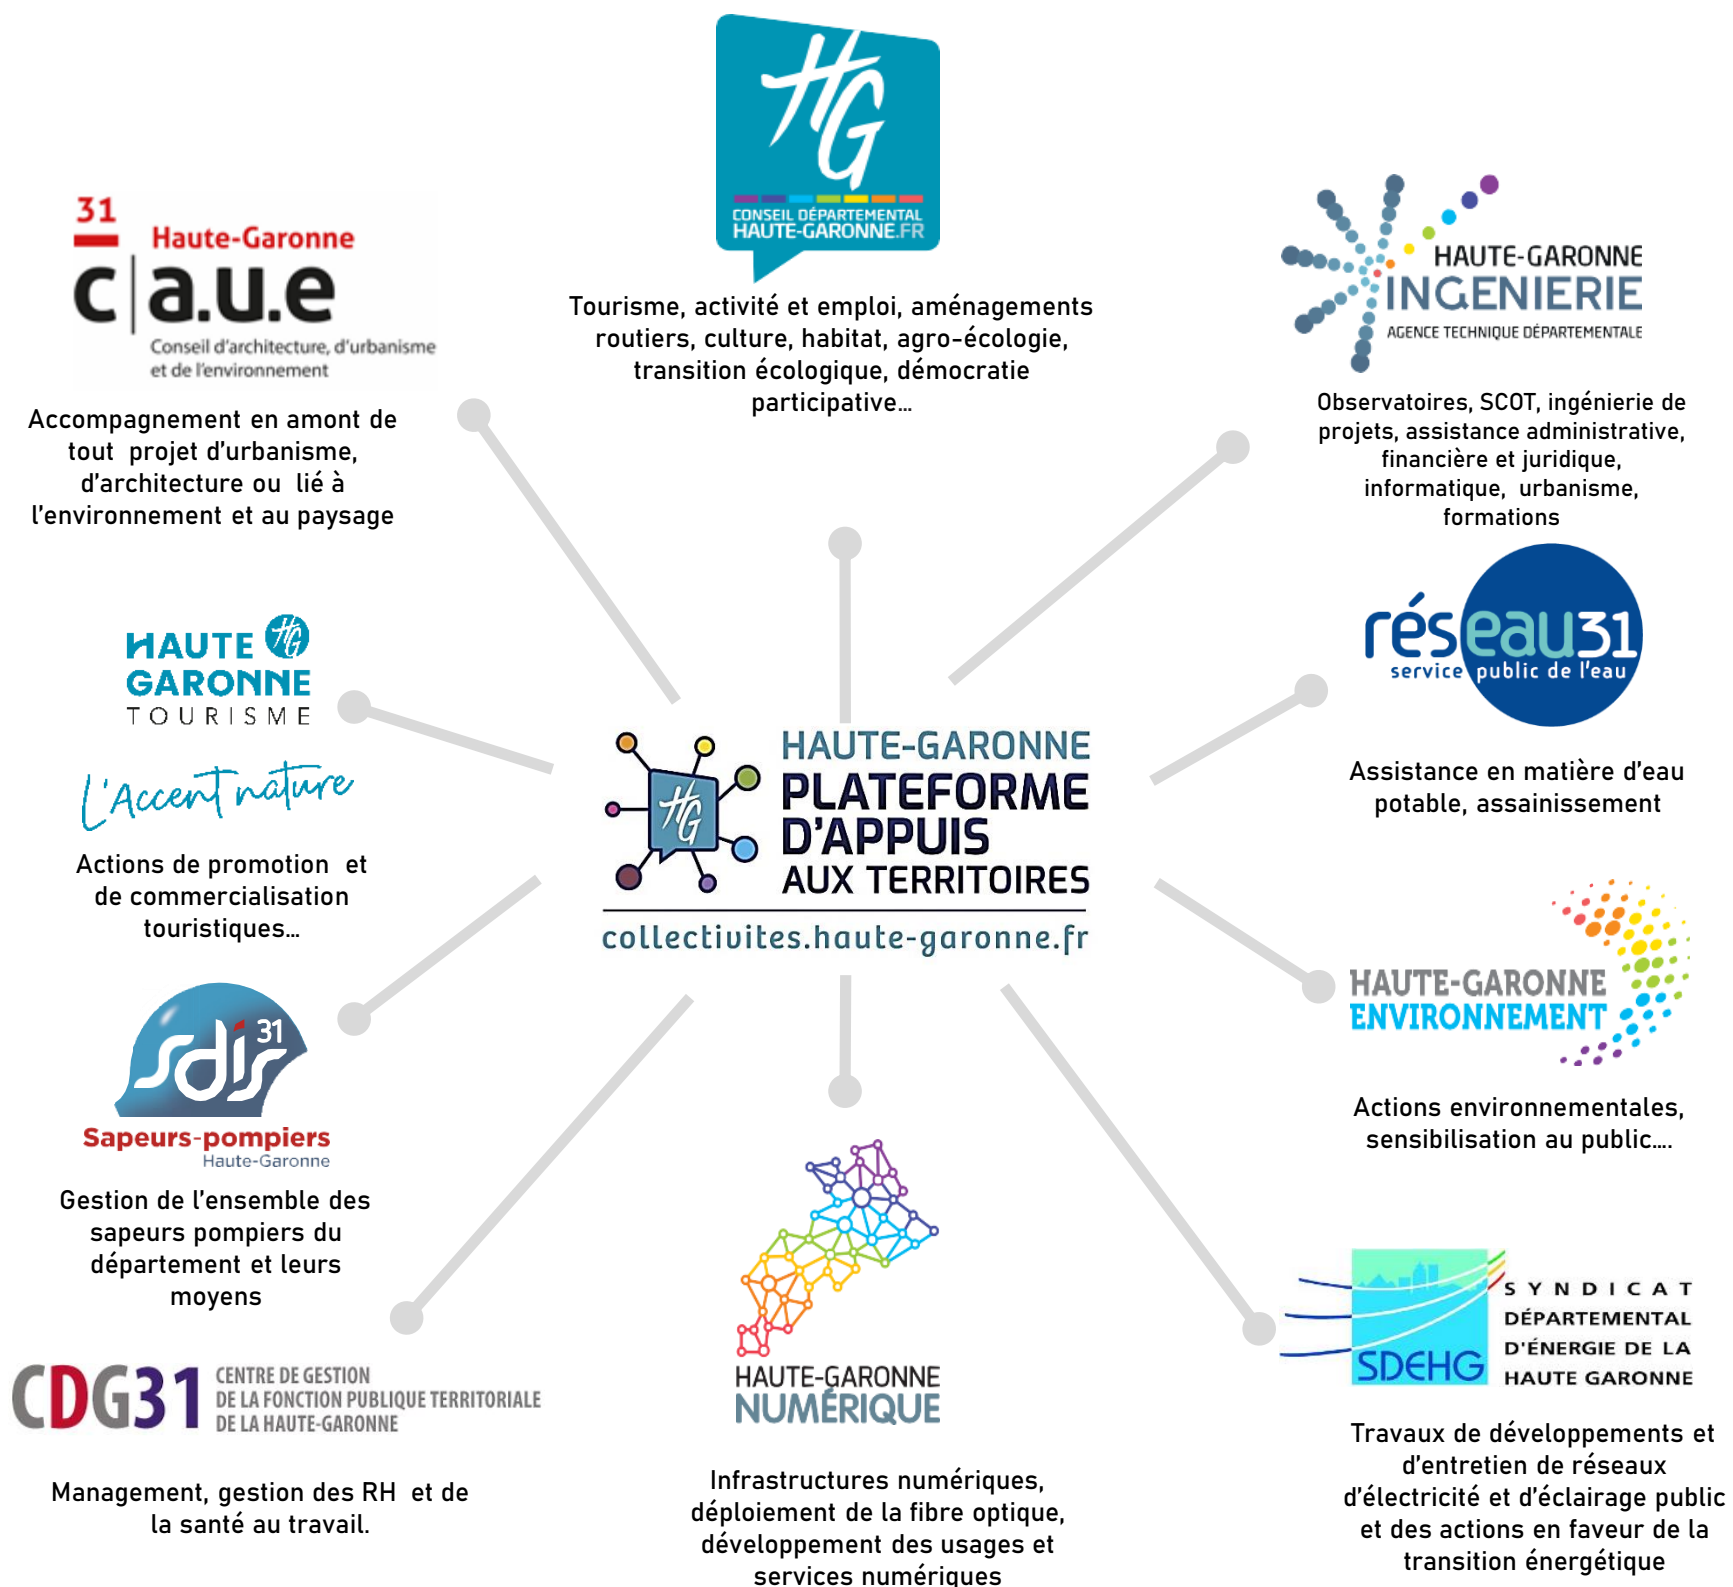 HG
CONSEIL DÉPARTEMENTAL
HAUTE-GARONNE.FR
Tourisme, activité et emploi, aménagements
routiers, culture, habitat, agro-écologie,
transition écologique, démocratie
participative...
31
Haute-Garonne
c|a.u.e
Conseil d'architecture, d'urbanisme
et de l'environnement
Accompagnement en amont de
tout projet d'urbanisme,
d'architecture ou lié à
l'environnement et au paysage
HAUTE-GARONNE
INGENIERIE
AGENCE TECHNIQUE DÉPARTEMENTALE
Observatoires, SCOT, ingénierie de
projets, assistance administrative,
financière et juridique,
informatique, urbanisme,
formations
HAUTE HG
GARONNE
TOURISME
L'Accent nature
Actions de promotion et
de commercialisation
touristiques...
réseau31
service public de l'eau
Assistance en matière d'eau
potable, assainissement
HG
HAUTE-GARONNE
PLATEFORME
D'APPUIS
AUX TERRITOIRES
collectivites.haute-garonne.fr
HAUTE-GARONNE
ENVIRONNEMENT
Actions environnementales,
sensibilisation au public....
sdis 31
Sapeurs-pompiers
Haute-Garonne
Gestion de l'ensemble des
sapeurs pompiers du
département et leurs
moyens
CDG31
CENTRE DE GESTION
DE LA FONCTION PUBLIQUE TERRITORIALE
DE LA HAUTE-GARONNE
Management, gestion des RH et de
la santé au travail.
HAUTE-GARONNE
NUMÉRIQUE
Infrastructures numériques,
déploiement de la fibre optique,
développement des usages et
services numériques
SDEHG
SYNDICAT
DÉPARTEMENTAL
D'ÉNERGIE DE LA
HAUTE GARONNE
Travaux de développements et
d'entretien de réseaux
d'électricité et d'éclairage public
et des actions en faveur de la
transition énergétique